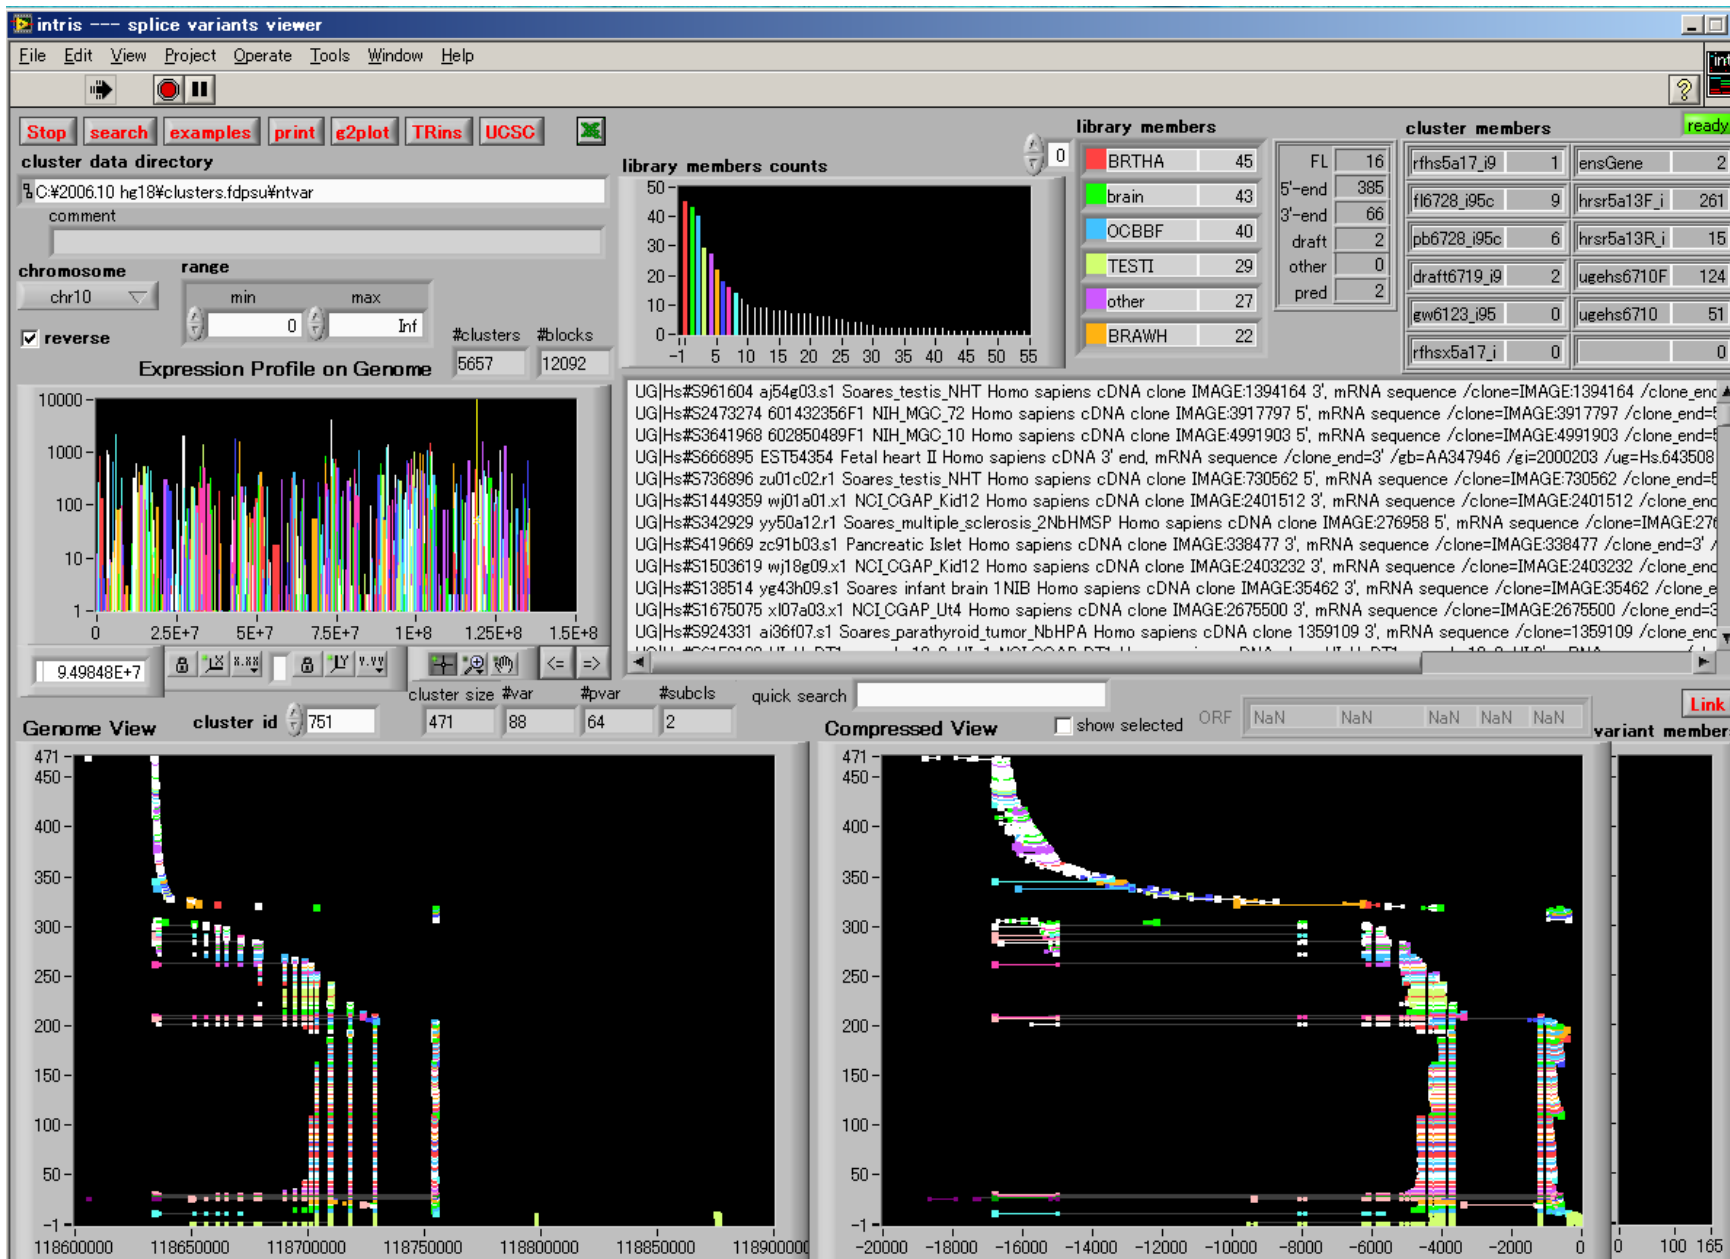 intris --- splice variants viewer
File Edit View Project Operate Tools Window Help
Stop search examples print g2plot TRins UCSC
ready
cluster data directory
C:¥2006.10 hg18¥clusters.fdpsu¥ntvar
comment
chromosome
chr10
range
min max
0 Inf
reverse
#clusters #blocks
5657 12092
Expression Profile on Genome
10000
1000
100
10
1
0 2.5E+7 5E+7 7.5E+7 1E+8 1.25E+8 1.5E+8
9.49848E+7
<= =>
library members counts
0
50
40
30
20
10
0
-1 5 10 15 20 25 30 35 40 45 50 55
library members
BRTHA 45
brain 43
OCBBF 40
TESTI 29
other 27
BRAWH 22
FL 16
5'-end 385
3'-end 66
draft 2
other 0
pred 2
cluster members
rfhs5a17_i9 1 ensGene 2
fl6728_i95c 9 hrsr5a13F_i 261
pb6728_i95c 6 hrsr5a13R_i 15
draft6719_i9 2 ugehs6710F 124
gw6123_i95 0 ugehs6710 51
rfhsx5a17_i 0 0
UG|Hs#S961604 aj54g03.s1 Soares_testis_NHT Homo sapiens cDNA clone IMAGE:1394164 3', mRNA sequence /clone=IMAGE:1394164 /clone_end
UG|Hs#S2473274 601432356F1 NIH_MGC_72 Homo sapiens cDNA clone IMAGE:3917797 5', mRNA sequence /clone=IMAGE:3917797 /clone_end=5
UG|Hs#S3641968 602850489F1 NIH_MGC_10 Homo sapiens cDNA clone IMAGE:4991903 5', mRNA sequence /clone=IMAGE:4991903 /clone_end=5
UG|Hs#S666895 EST54354 Fetal heart II Homo sapiens cDNA 3' end, mRNA sequence /clone_end=3' /gb=AA347946 /gi=2000203 /ug=Hs.643508
UG|Hs#S736896 zu01c02.r1 Soares_testis_NHT Homo sapiens cDNA clone IMAGE:730562 5', mRNA sequence /clone=IMAGE:730562 /clone_end=5
UG|Hs#S1449359 wj01a01.x1 NCI_CGAP_Kid12 Homo sapiens cDNA clone IMAGE:2401512 3', mRNA sequence /clone=IMAGE:2401512 /clone_end
UG|Hs#S342929 yy50a12.r1 Soares_multiple_sclerosis_2NbHMSP Homo sapiens cDNA clone IMAGE:276958 5', mRNA sequence /clone=IMAGE:276
UG|Hs#S419669 zc91b03.s1 Pancreatic Islet Homo sapiens cDNA clone IMAGE:338477 3', mRNA sequence /clone=IMAGE:338477 /clone_end=3' /
UG|Hs#S1503619 wj18g09.x1 NCI_CGAP_Kid12 Homo sapiens cDNA clone IMAGE:2403232 3', mRNA sequence /clone=IMAGE:2403232 /clone_end
UG|Hs#S138514 yg43h09.s1 Soares infant brain 1NIB Homo sapiens cDNA clone IMAGE:35462 3', mRNA sequence /clone=IMAGE:35462 /clone_e
UG|Hs#S1675075 xl07a03.x1 NCI_CGAP_Ut4 Homo sapiens cDNA clone IMAGE:2675500 3', mRNA sequence /clone=IMAGE:2675500 /clone_end=3
UG|Hs#S924331 ai36f07.s1 Soares_parathyroid_tumor_NbHPA Homo sapiens cDNA clone 1359109 3', mRNA sequence /clone=1359109 /clone_end
quick search
cluster size #var #pvar #subcls
471 88 64 2
Genome View
cluster id 751
471
450
400
350
300
250
200
150
100
50
-1
118600000 118650000 118700000 118750000 118800000 118850000 118900000
Compressed View
show selected
ORF NaN NaN NaN NaN NaN
Link
variant members
471
450
400
350
300
250
200
150
100
50
-1
-20000 -18000 -16000 -14000 -12000 -10000 -8000 -6000 -4000 -2000 0
0 100 165